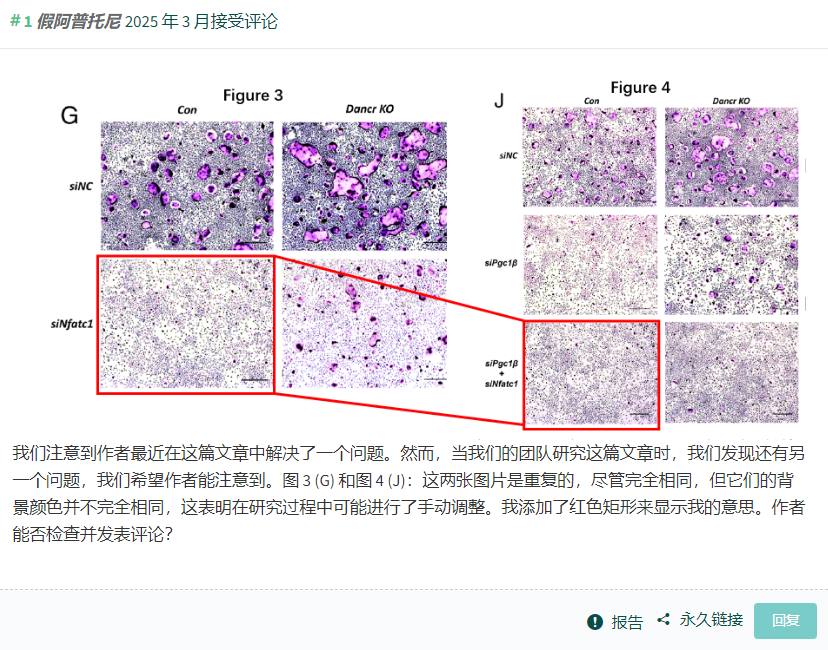 #1 假阿普托尼 2025 年 3 月接受评论
Figure 3
Figure 4
G
Con
Dancr KO
J
Con
Dancr KO
siNC
siNC
siPgc1β
siNfatc1
siPgc1β
+
siNfatc1
我们注意到作者最近在这篇文章中解决了一个问题。然而，当我们的团队研究这篇文章时，我们发现还有另
一个问题，我们希望作者能注意到。图 3 (G) 和图 4 (J)：这两张图片是重复的，尽管完全相同，但它们的背
景颜色并不完全相同，这表明在研究过程中可能进行了手动调整。我添加了红色矩形来显示我的意思。作者
能否检查并发表评论？
报告
永久链接
回复